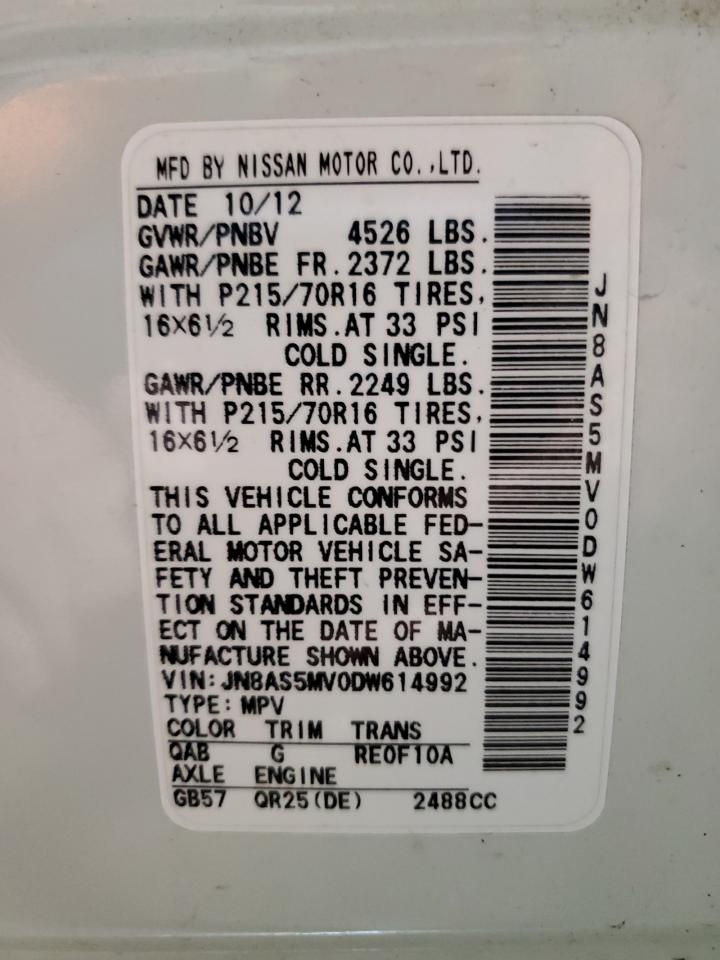 MFD BY NISSAN MOTOR CO.,LTD.
DATE 10/12
GVWR/PNBV 4526 LBS.
GAWR/PNBE FR.2372 LBS.
WITH P215/70R16 TIRES,
16X6½ RIMS.AT 33 PSI
COLD SINGLE.
GAWR/PNBE RR.2249 LBS.
WITH P215/70R16 TIRES,
16X6½ RIMS.AT 33 PSI
COLD SINGLE.
THIS VEHICLE CONFORMS
TO ALL APPLICABLE FED-
ERAL MOTOR VEHICLE SA-
FETY AND THEFT PREVEN-
TION STANDARDS IN EFF-
ECT ON THE DATE OF MA-
NUFACTURE SHOWN ABOVE.
VIN:JN8AS5MV0DW614992
TYPE:MPV
COLOR TRIM TRANS
QAB G RE0F10A
AXLE ENGINE
GB57 QR25(DE) 2488CC
JN8AS5MV0DW614992